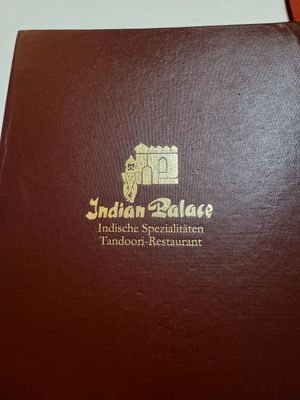 Indian Palace
Indische Spezialitäten
Tandoori-Restaurant